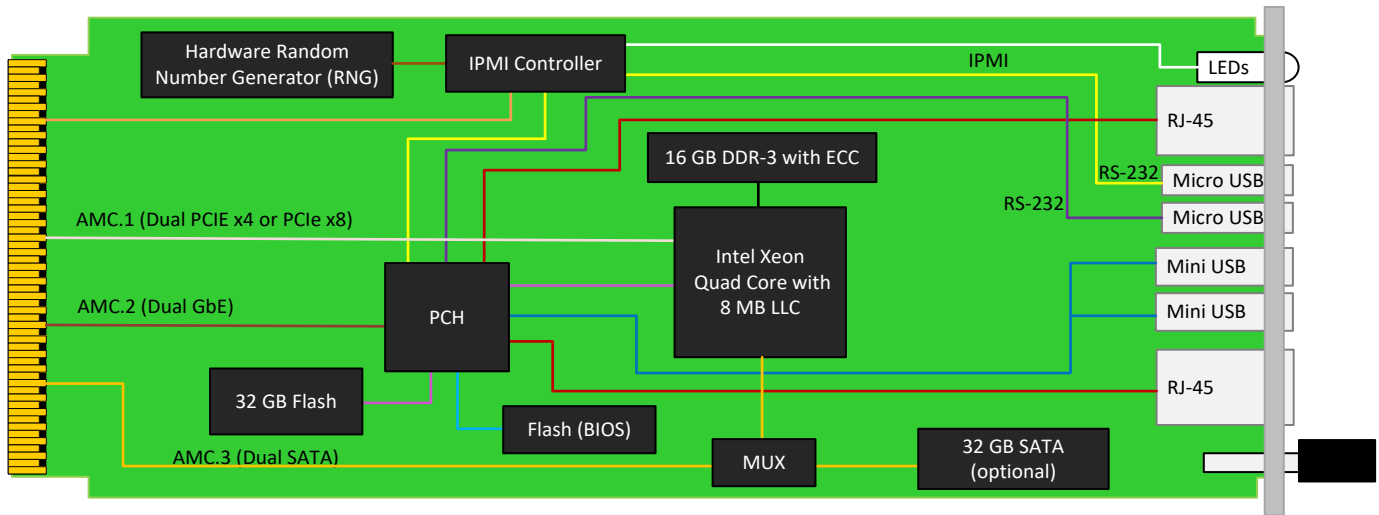 Hardware Random
Number Generator (RNG)
IPMI Controller
IPMI
LEDs
RJ-45
16 GB DDR-3 with ECC
RS-232
Micro USB
RS-232
Micro USB
AMC.1 (Dual PCIE x4 or PCIe x8)
Intel Xeon
Quad Core with
8 MB LLC
Mini USB
AMC.2 (Dual GbE)
PCH
Mini USB
RJ-45
32 GB Flash
Flash (BIOS)
AMC.3 (Dual SATA)
MUX
32 GB SATA
(optional)